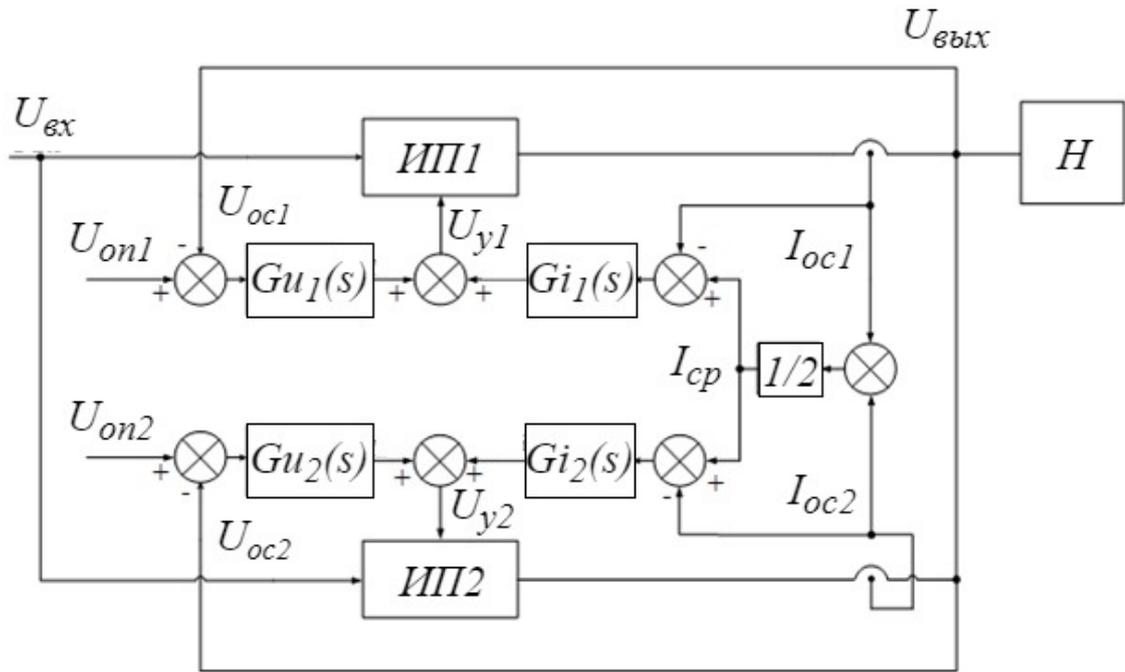 Uвых
Uвх
ИП1
Н
Uос1
Uоп1
-
+
Gu1(s)
+
Uу1
+
Gi1(s)
-
+
Iос1
Iср
1/2
Uоп2
+
-
Gu2(s)
+
Uу2
+
Gi2(s)
-
+
Iос2
Uос2
ИП2